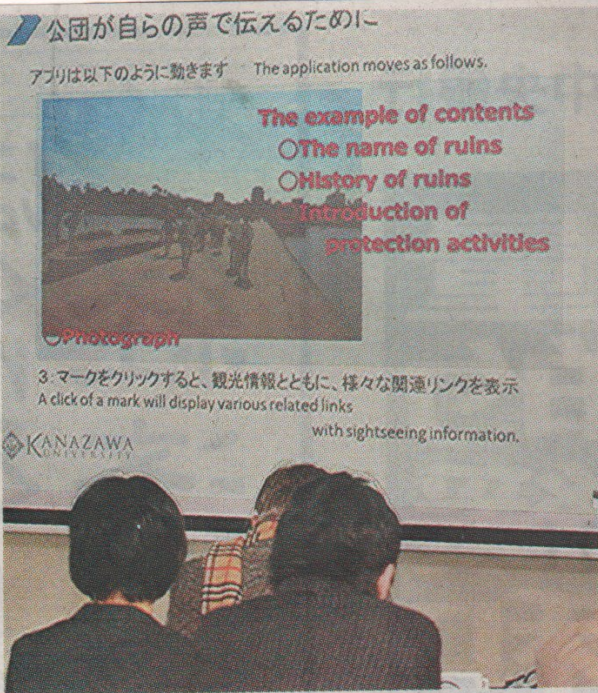 公団が自らの声で伝えるために
アプリは以下のように動きます The application moves as follows.
The example of contents
○The name of ruins
○History of ruins
○Introduction of
protection activities
○Photograph
3:マークをクリックすると、観光情報とともに、様々な関連リンクを表示
A click of a mark will display various related links
with sightseeing information.
KANAZAWA
UNIVERSITY